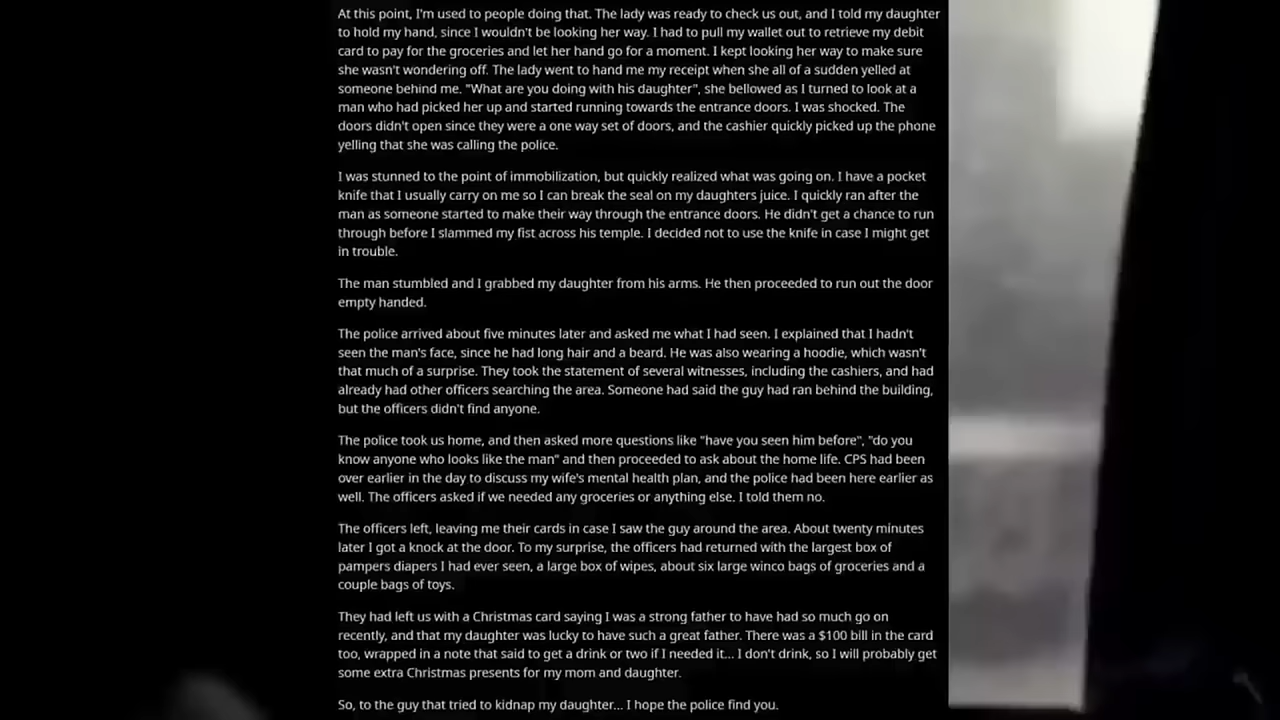 At this point, I'm used to people doing that. The lady was ready to check us out, and I told my daughter
to hold my hand, since I wouldn't be looking her way. I had to pull my wallet out to retrieve my debit
card to pay for the groceries and let her hand go for a moment. I kept looking her way to make sure
she wasn't wondering off. The lady went to hand me my receipt when she all of a sudden yelled at
someone behind me. "What are you doing with his daughter", she bellowed as I turned to look at a
man who had picked her up and started running towards the entrance doors. I was shocked. The
doors didn't open since they were a one way set of doors, and the cashier quickly picked up the phone
yelling that she was calling the police.
I was stunned to the point of immobilization, but quickly realized what was going on. I have a pocket
knife that I usually carry on me so I can break the seal on my daughters juice. I quickly ran after the
man as someone started to make their way through the entrance doors. He didn't get a chance to run
through before I slammed my fist across his temple. I decided not to use the knife in case I might get
in trouble.
The man stumbled and I grabbed my daughter from his arms. He then proceeded to run out the door
empty handed.
The police arrived about five minutes later and asked me what I had seen. I explained that I hadn't
seen the man's face, since he had long hair and a beard. He was also wearing a hoodie, which wasn't
that much of a surprise. They took the statement of several witnesses, including the cashiers, and had
already had other officers searching the area. Someone had said the guy had ran behind the building,
but the officers didn't find anyone.
The police took us home, and then asked more questions like "have you seen him before", "do you
know anyone who looks like the man" and then proceeded to ask about the home life. CPS had been
over earlier in the day to discuss my wife's mental health plan, and the police had been here earlier as
well. The officers asked if we needed any groceries or anything else. I told them no.
The officers left, leaving me their cards in case I saw the guy around the area. About twenty minutes
later I got a knock at the door. To my surprise, the officers had returned with the largest box of
pampers diapers I had ever seen, a large box of wipes, about six large winco bags of groceries and a
couple bags of toys.
They had left us with a Christmas card saying I was a strong father to have had so much go on
recently, and that my daughter was lucky to have such a great father. There was a $100 bill in the card
too, wrapped in a note that said to get a drink or two if I needed it... I don't drink, so I will probably get
some extra Christmas presents for my mom and daughter.
So, to the guy that tried to kidnap my daughter... I hope the police find you.